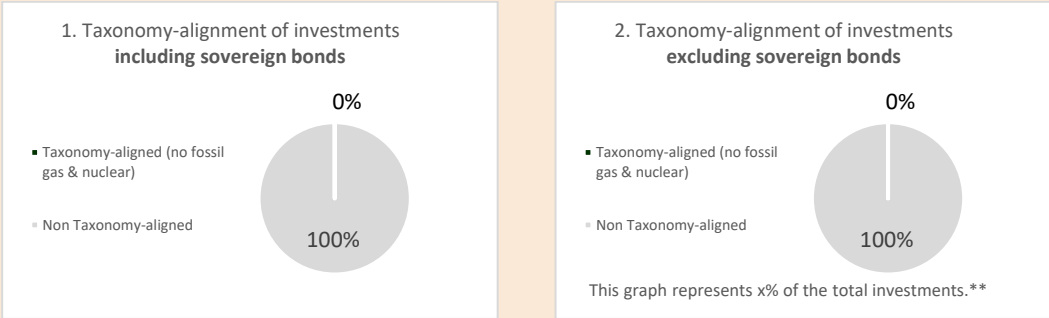 1. Taxonomy-alignment of investments
including sovereign bonds
0%
Taxonomy-aligned (no fossil
gas & nuclear)
Non Taxonomy-aligned
100%
2. Taxonomy-alignment of investments
excluding sovereign bonds
0%
Taxonomy-aligned (no fossil
gas & nuclear)
Non Taxonomy-aligned
100%
This graph represents x% of the total investments.**